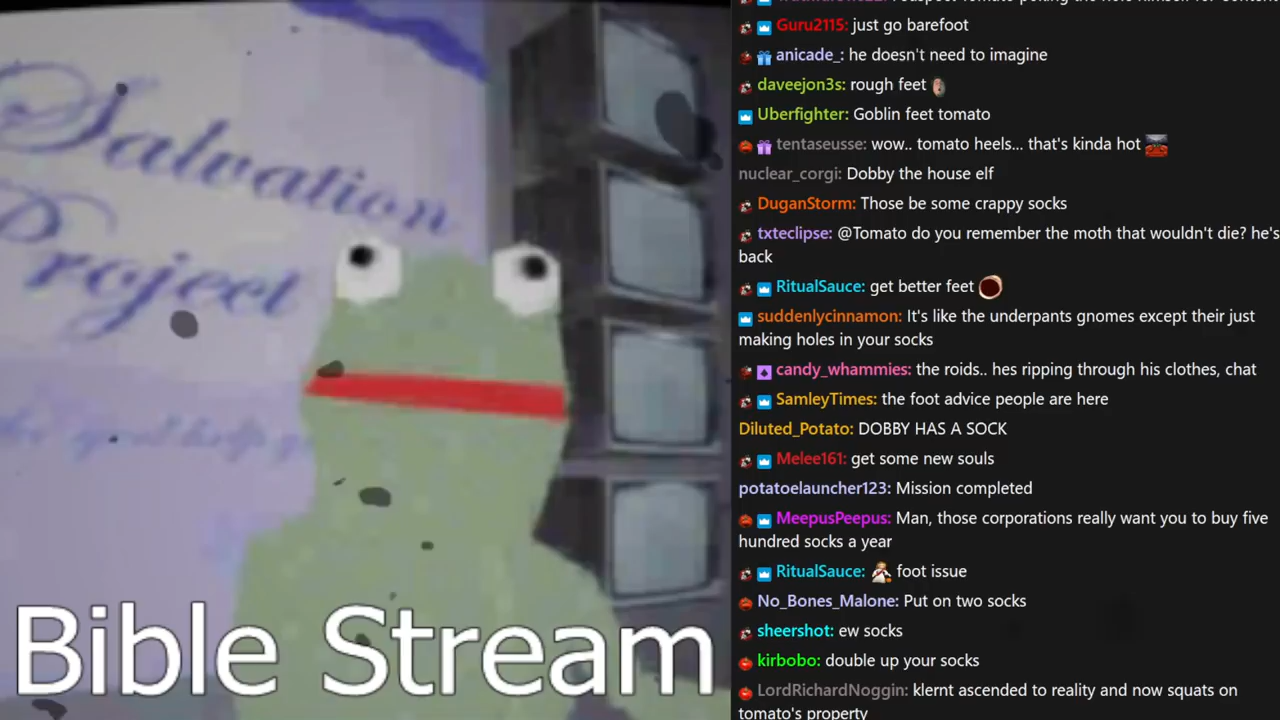 Salvation
Project
Bible Stream
Guru2115: just go barefoot
anicade_: he doesn't need to imagine
daveejon3s: rough feet
Uberfighter: Goblin feet tomato
tentaseusse: wow.. tomato heels... that's kinda hot
nuclear_corgi: Dobby the house elf
DuganStorm: Those be some crappy socks
txteclipse: @Tomato do you remember the moth that wouldn't die? he's
back
RitualSauce: get better feet
suddenlycinnamon: It's like the underpants gnomes except their just
making holes in your socks
candy_whammies: the roids.. hes ripping through his clothes, chat
SamleyTimes: the foot advice people are here
Diluted_Potato: DOBBY HAS A SOCK
Melee161: get some new souls
potatoelauncher123: Mission completed
MeepusPeepus: Man, those corporations really want you to buy five
hundred socks a year
RitualSauce: foot issue
No_Bones_Malone: Put on two socks
sheershot: ew socks
kirbobo: double up your socks
LordRichardNoggin: klernt ascended to reality and now squats on
tomato's property